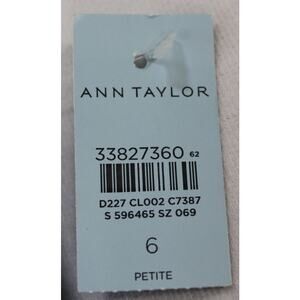 ANN TAYLOR
33827360 62
D227 CL002 C7387
S 596465 SZ 069
6
PETITE